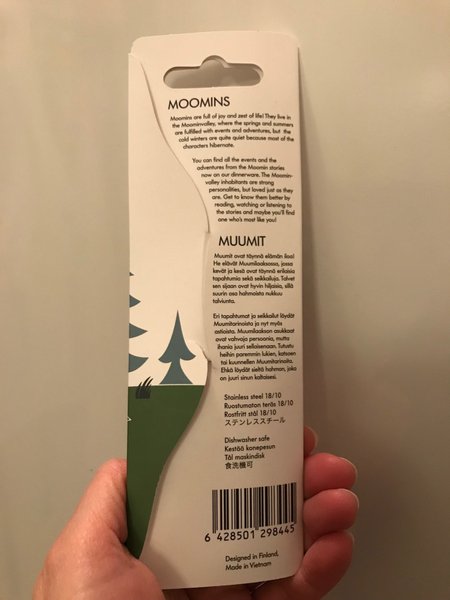 MOOMINS
Moomins are full of joy and zest of life! They live in
the Moominvalley, where the springs and summers
are fulfilled with events and adventures, but the
cold winters are quite quiet because most of the
characters hibernate.
You can find all the events and the
adventures from the Moomin stories
now on our dinnerware. The Moomin-
valley inhabitants are strong
personalities, but loved just as they
are. Get to know them better by
reading, watching or listening to
the stories and maybe you'll find
one who's most like you!
MUUMIT
Muumit ovat täynnä elämän iloa!
He elävät Muumilaaksossa, jossa
kevät ja kesä ovat täynnä erilaisia
tapahtumia sekä seikkailuja. Talvet
sen sijaan ovat hyvin hiljaisia, sillä
suurin osa hahmoista nukkuu
talviunta.
Eri tapahtumat ja seikkailut löydät
Muumitarinoista ja nyt myös
astioista. Muumilaakson asukkaat
ovat vahvoja persoonia, mutta
ihania juuri sellaisenaan. Tutustu
heihin paremmin lukien, katsoen
tai kuunnellen Muumitarinoita.
Ehkä löydät sieltä hahmon, joka
on juuri sinun kaltaisesi.
Stainless steel 18/10
Ruostumaton teräs 18/10
Rostfritt stål 18/10
ステンレススチール
Dishwasher safe
Kestää konepesun
Tål maskindisk
食洗機可
6 428501 298445
Designed in Finland,
Made in Vietnam